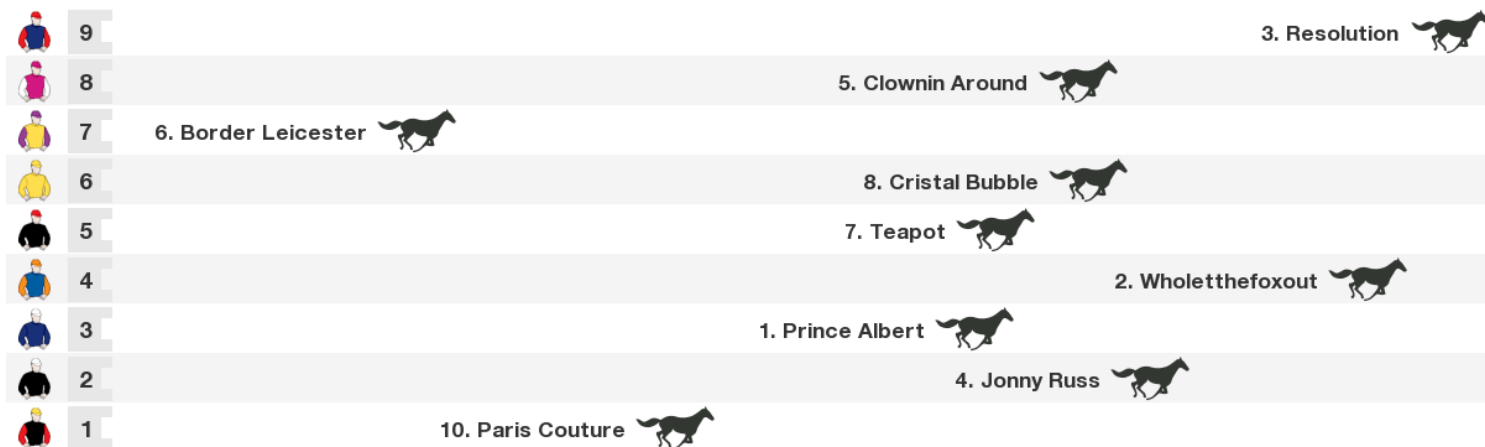 9 3. Resolution
8 5. Clownin Around
7 6. Border Leicester
6 8. Cristal Bubble
5 7. Teapot
4 2. Wholetthefoxout
3 1. Prince Albert
2 4. Jonny Russ
1 10. Paris Couture